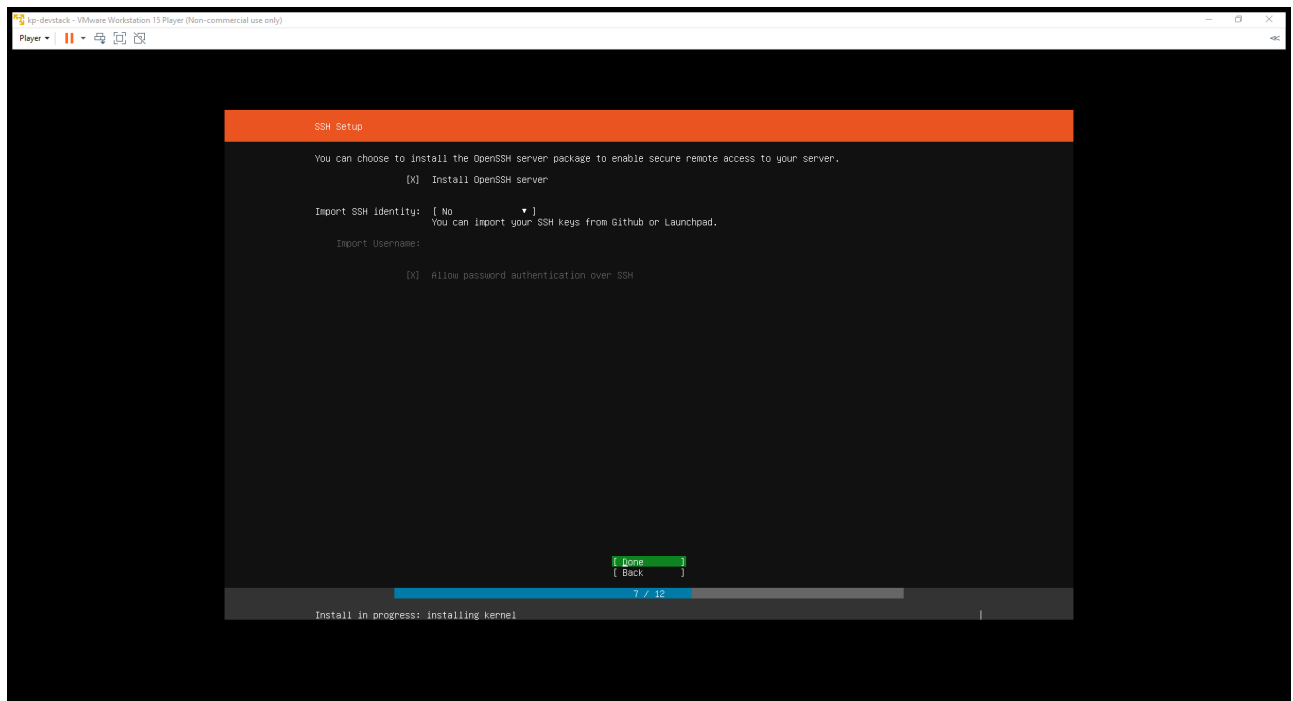 kp-devstack - VMware Workstation 15 Player (Non-commercial use only)
Player
SSH Setup
You can choose to install the OpenSSH server package to enable secure remote access to your server.
[X] Install OpenSSH server
Import SSH identity: [ No ▼ ]
You can import your SSH keys from Github or Launchpad.
Import Username:
[X] Allow password authentication over SSH
[ Done ]
[ Back ]
7 / 12
Install in progress: installing kernel |